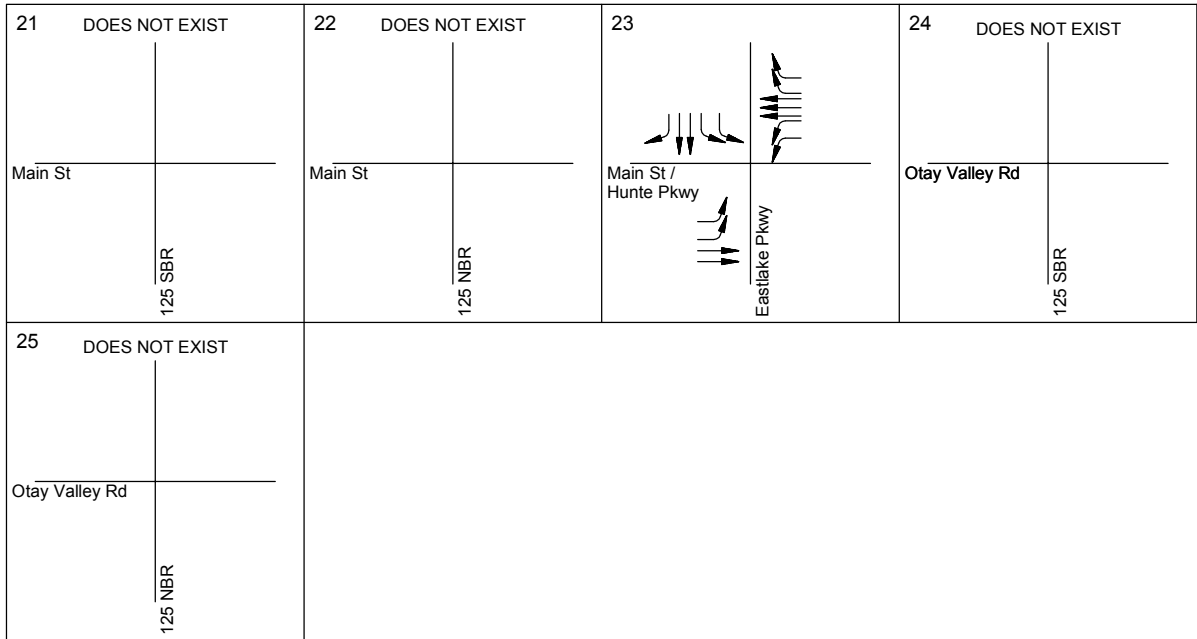 21
DOES NOT EXIST
Main St
125 SBR
22
DOES NOT EXIST
Main St
125 NBR
23
Main St /
Hunte Pkwy
Eastlake Pkwy
24
DOES NOT EXIST
Otay Valley Rd
125 SBR
25
DOES NOT EXIST
Otay Valley Rd
125 NBR